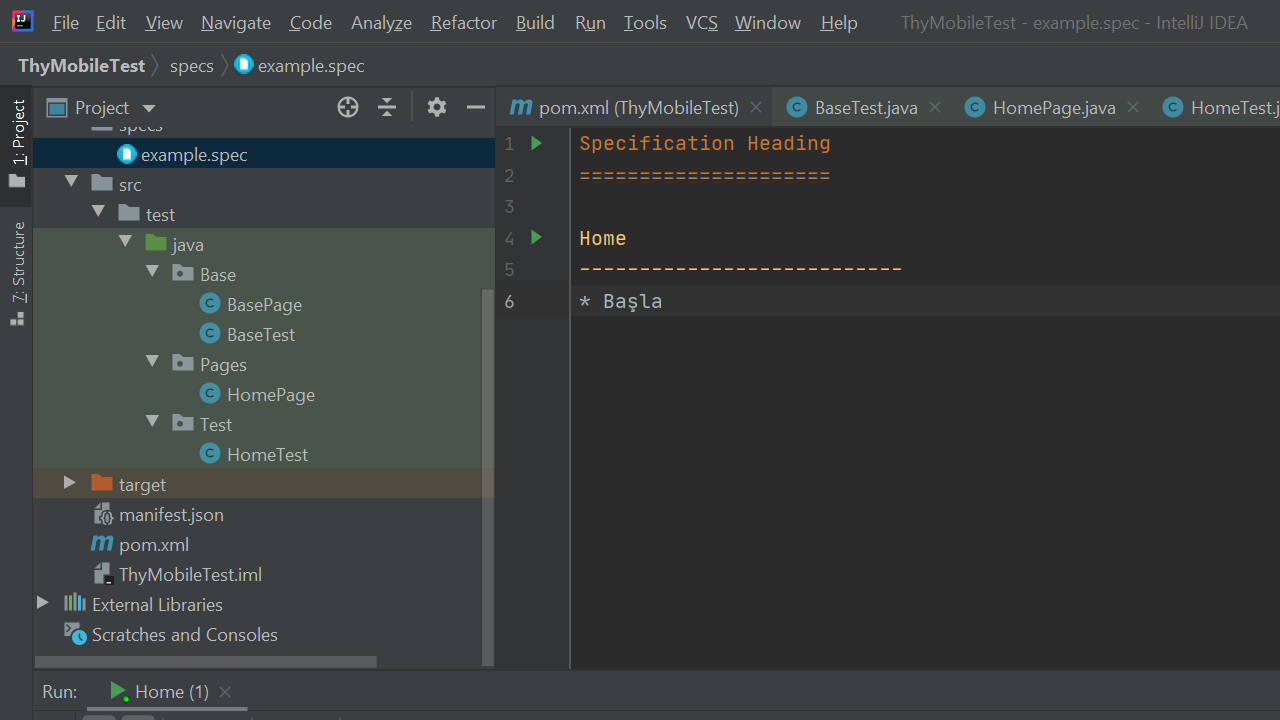 File Edit View Navigate Code Analyze Refactor Build Run Tools VCS Window Help ThyMobileTest - example.spec - IntelliJ IDEA
ThyMobileTest specs example.spec
1: Project
7: Structure
Project
specs
example.spec
src
test
java
Base
BasePage
BaseTest
Pages
HomePage
Test
HomeTest
target
manifest.json
pom.xml
ThyMobileTest.iml
External Libraries
Scratches and Consoles
pom.xml (ThyMobileTest) BaseTest.java HomePage.java HomeTest.j
1 Specification Heading
2 =====================
3
4 Home
5 ---------------------------
6 * Başla
Run: Home (1)